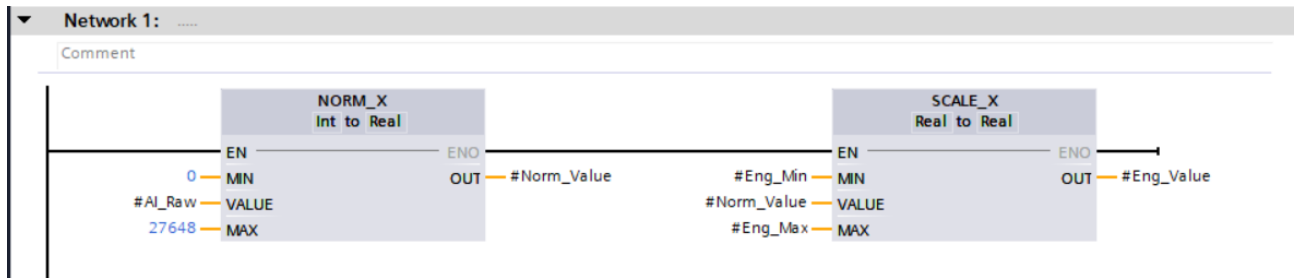 Network 1: .....
Comment
NORM_X
Int to Real
EN ENO
0 MIN OUT #Norm_Value
#AI_Raw VALUE
27648 MAX
SCALE_X
Real to Real
EN ENO
#Eng_Min MIN OUT #Eng_Value
#Norm_Value VALUE
#Eng_Max MAX